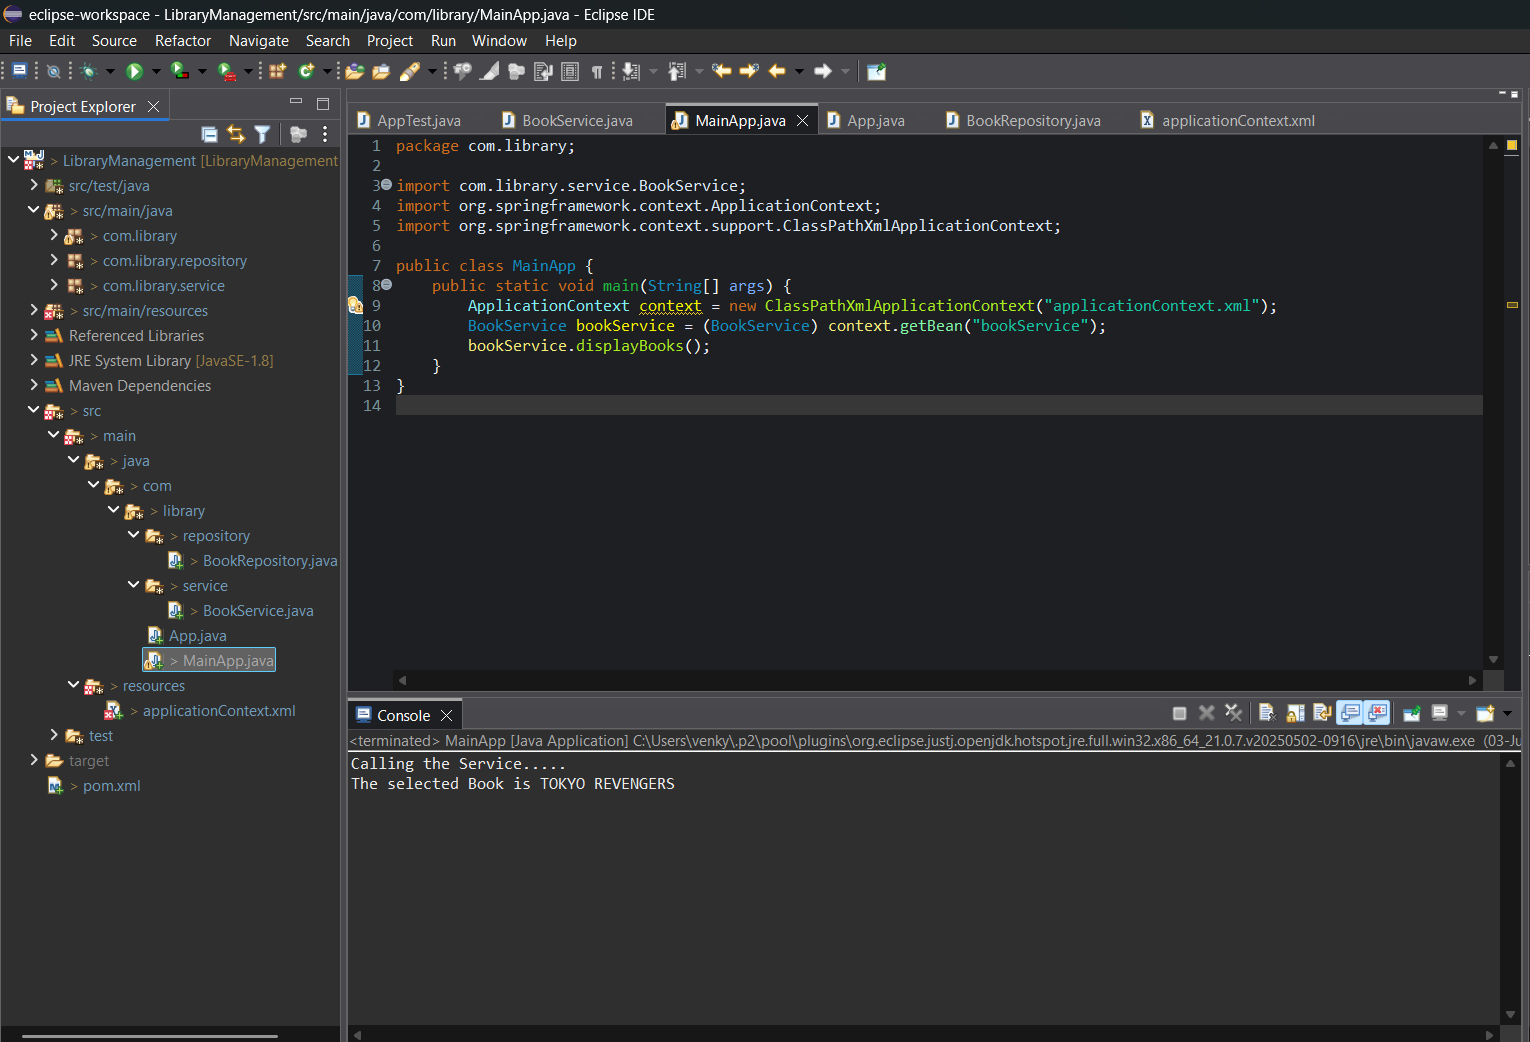 eclipse-workspace - LibraryManagement/src/main/java/com/library/MainApp.java - Eclipse IDE
File Edit Source Refactor Navigate Search Project Run Window Help
Project Explorer
> LibraryManagement [LibraryManagement
src/test/java
> src/main/java
> com.library
> com.library.repository
> com.library.service
> src/main/resources
Referenced Libraries
JRE System Library [JavaSE-1.8]
Maven Dependencies
> src
> main
> java
> com
> library
> repository
> BookRepository.java
> service
> BookService.java
App.java
> MainApp.java
> resources
> applicationContext.xml
test
target
> pom.xml
AppTest.java BookService.java MainApp.java App.java BookRepository.java applicationContext.xml
1 package com.library;
2
3 import com.library.service.BookService;
4 import org.springframework.context.ApplicationContext;
5 import org.springframework.context.support.ClassPathXmlApplicationContext;
6
7 public class MainApp {
8 public static void main(String[] args) {
9 ApplicationContext context = new ClassPathXmlApplicationContext("applicationContext.xml");
10 BookService bookService = (BookService) context.getBean("bookService");
11 bookService.displayBooks();
12 }
13 }
14
Console
<terminated> MainApp [Java Application] C:\Users\venky\.p2\pool\plugins\org.eclipse.justj.openjdk.hotspot.jre.full.win32.x86_64_21.0.7.v20250502-0916\jre\bin\javaw.exe (03-Ju
Calling the Service.....
The selected Book is TOKYO REVENGERS